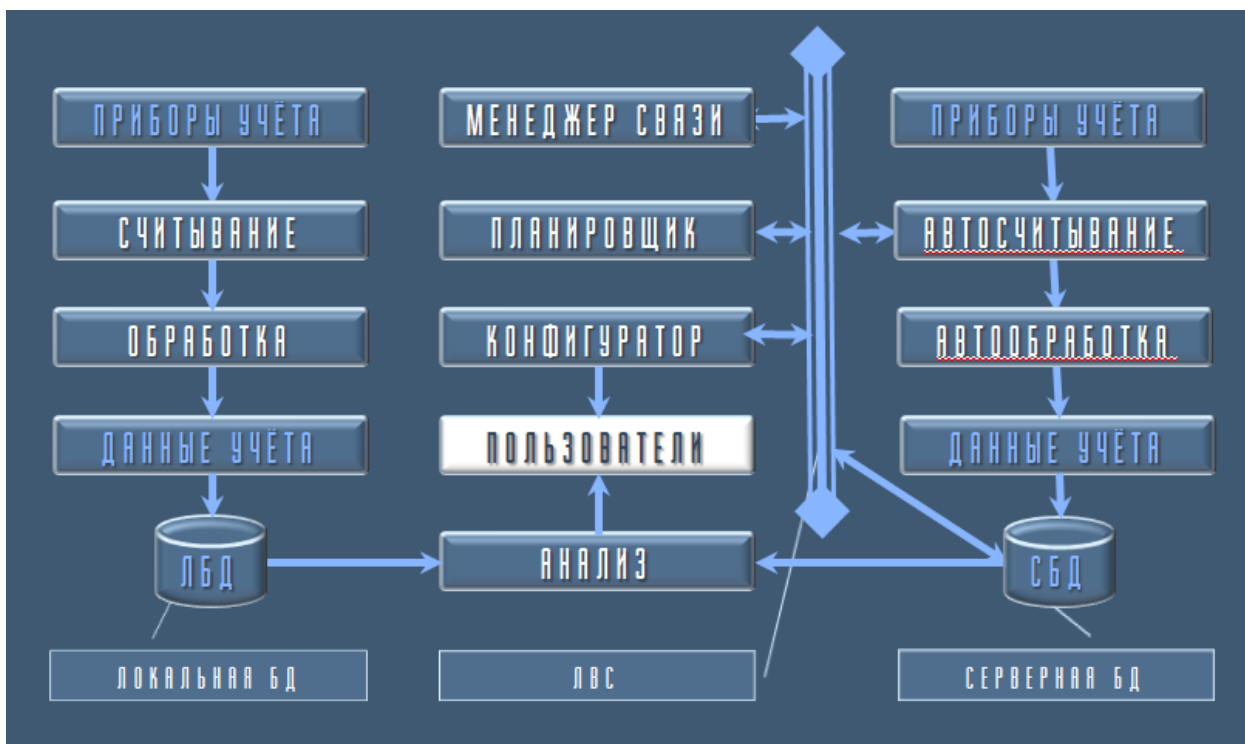 ПРИБОРЫ УЧЁТА
МЕНЕДЖЕР СВЯЗИ
ПРИБОРЫ УЧЁТА
СЧИТЫВАНИЕ
ПЛАНИРОВЩИК
АВТОСЧИТЫВАНИЕ
ОБРАБОТКА
КОНФИГУРАТОР
АВТООБРАБОТКА
ДАННЫЕ УЧЁТА
ПОЛЬЗОВАТЕЛИ
ДАННЫЕ УЧЁТА
ЛБД
АНАЛИЗ
СБД
ЛОКАЛЬНАЯ БД
ЛВС
СЕРВЕРНАЯ БД